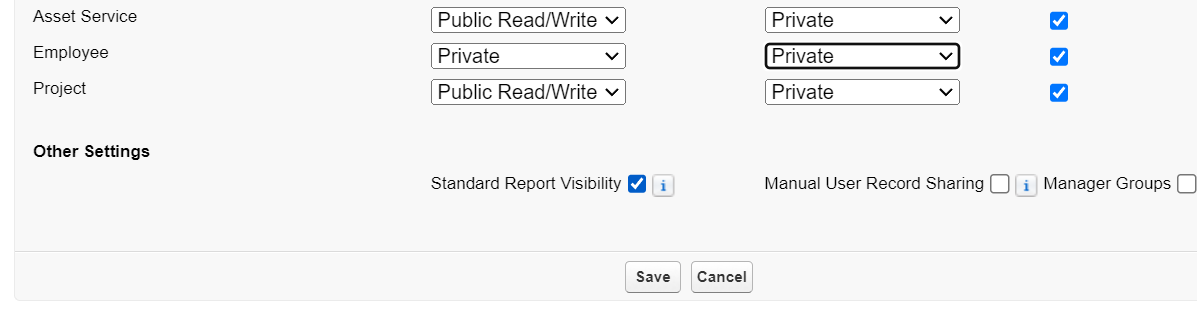 Asset Service Public Read/Write Private
Employee Private Private
Project Public Read/Write Private
Other Settings
Standard Report Visibility i Manual User Record Sharing i Manager Groups
Save Cancel